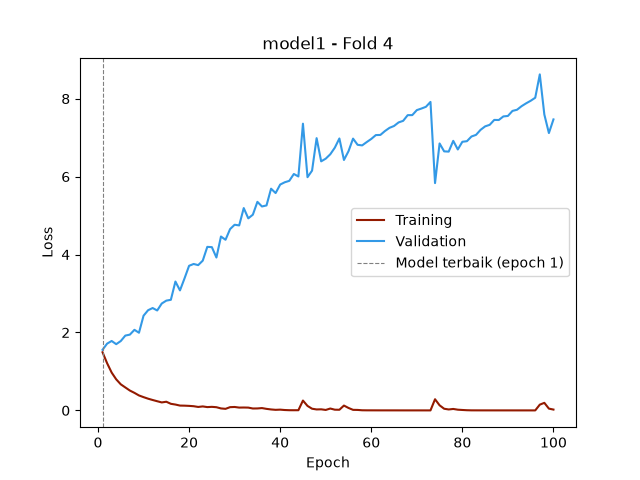 model1 - Fold 4
Loss
8
6
4
2
0
Training
Validation
Model terbaik (epoch 1)
0
20
40
60
80
100
Epoch